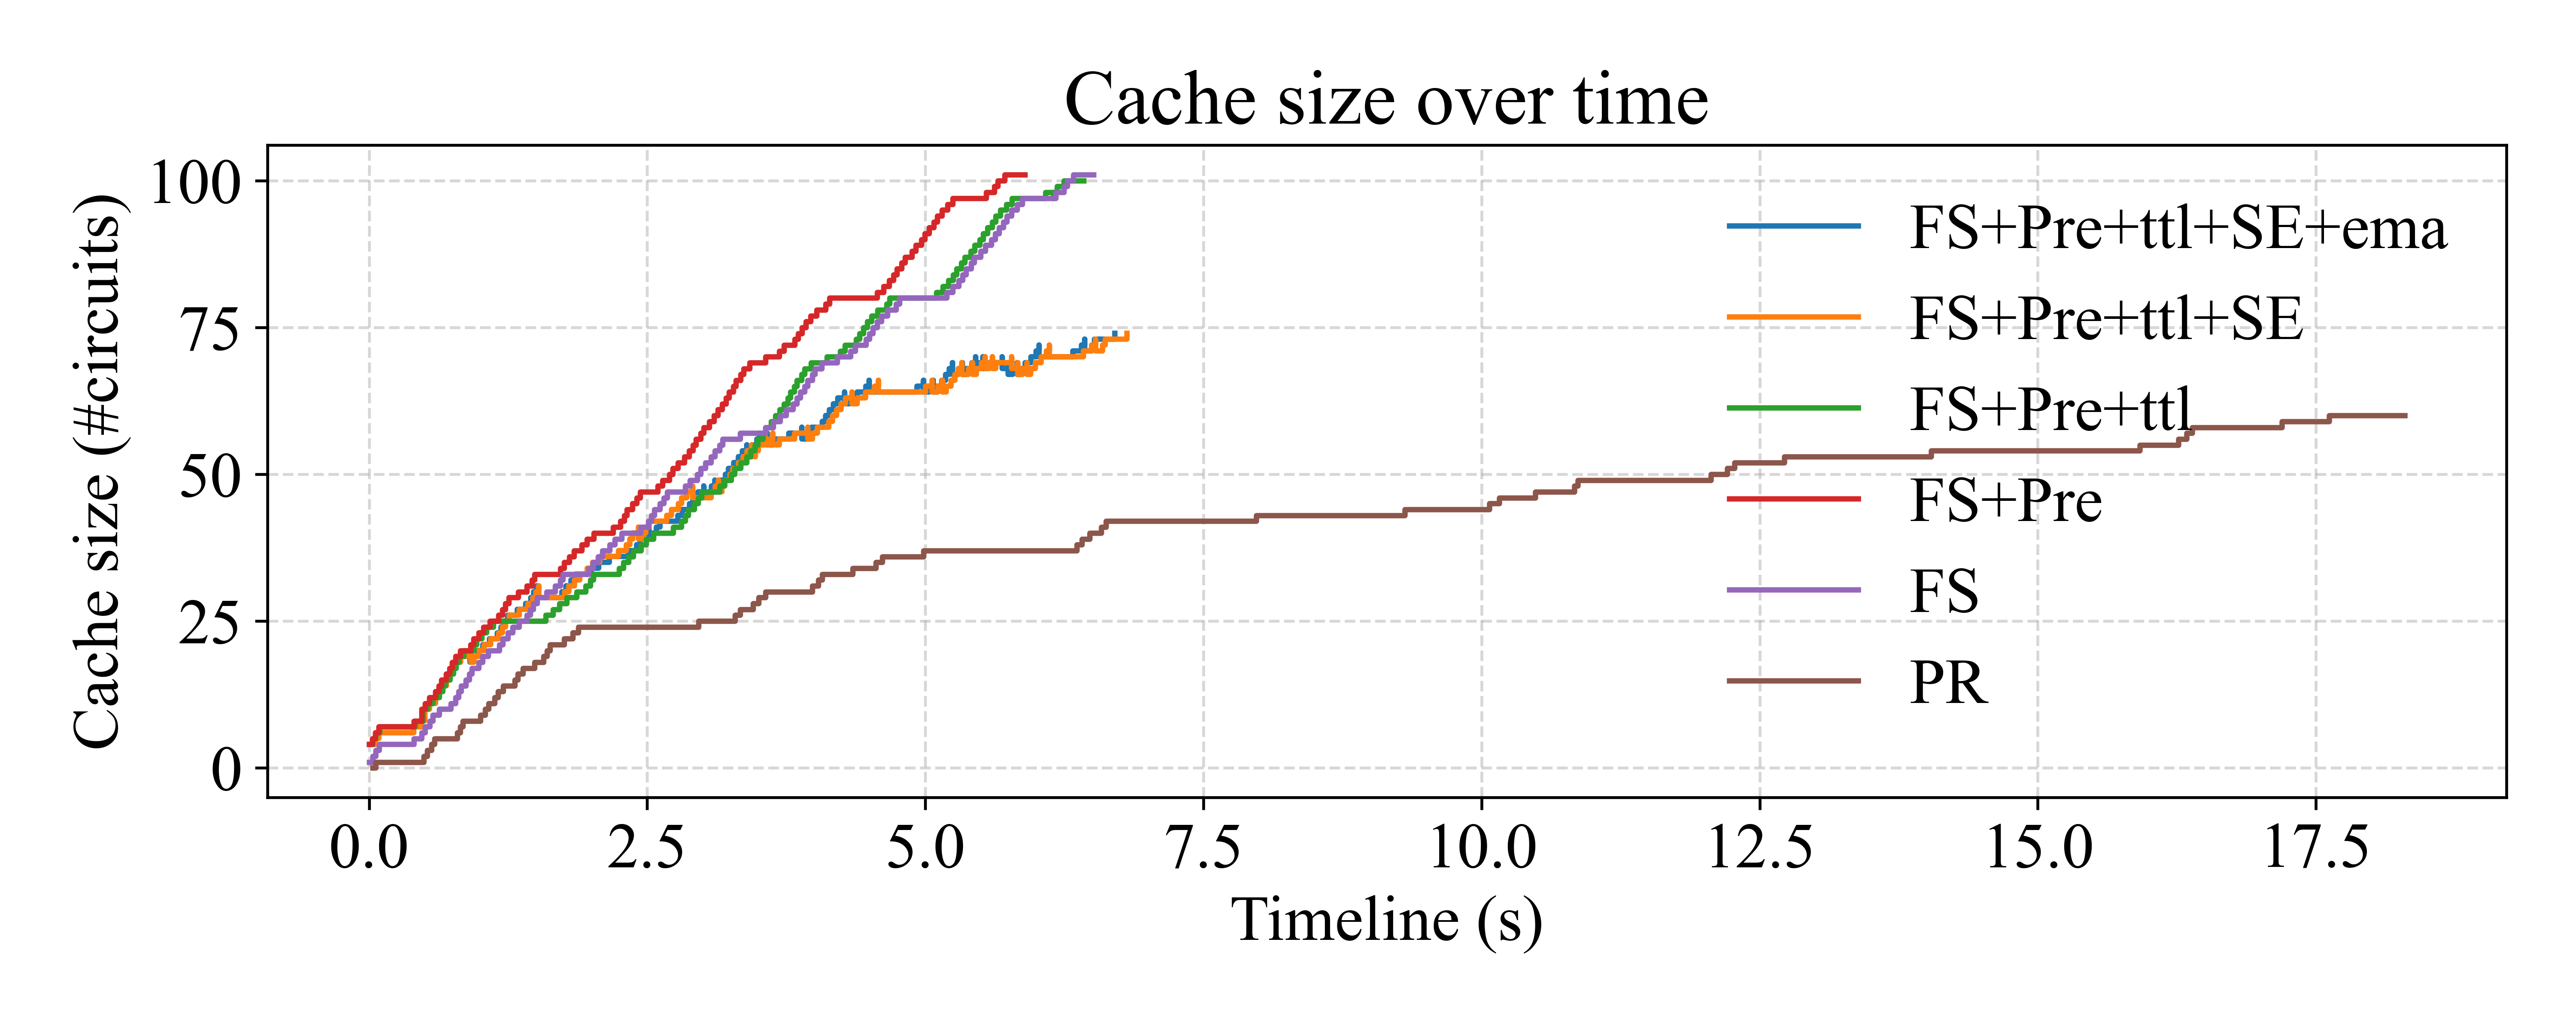 Cache size over time
Cache size (#circuits)
100
75
50
25
0
FS+Pre+ttl+SE+ema
FS+Pre+ttl+SE
FS+Pre+ttl
FS+Pre
FS
PR
0.0 2.5 5.0 7.5 10.0 12.5 15.0 17.5
Timeline (s)